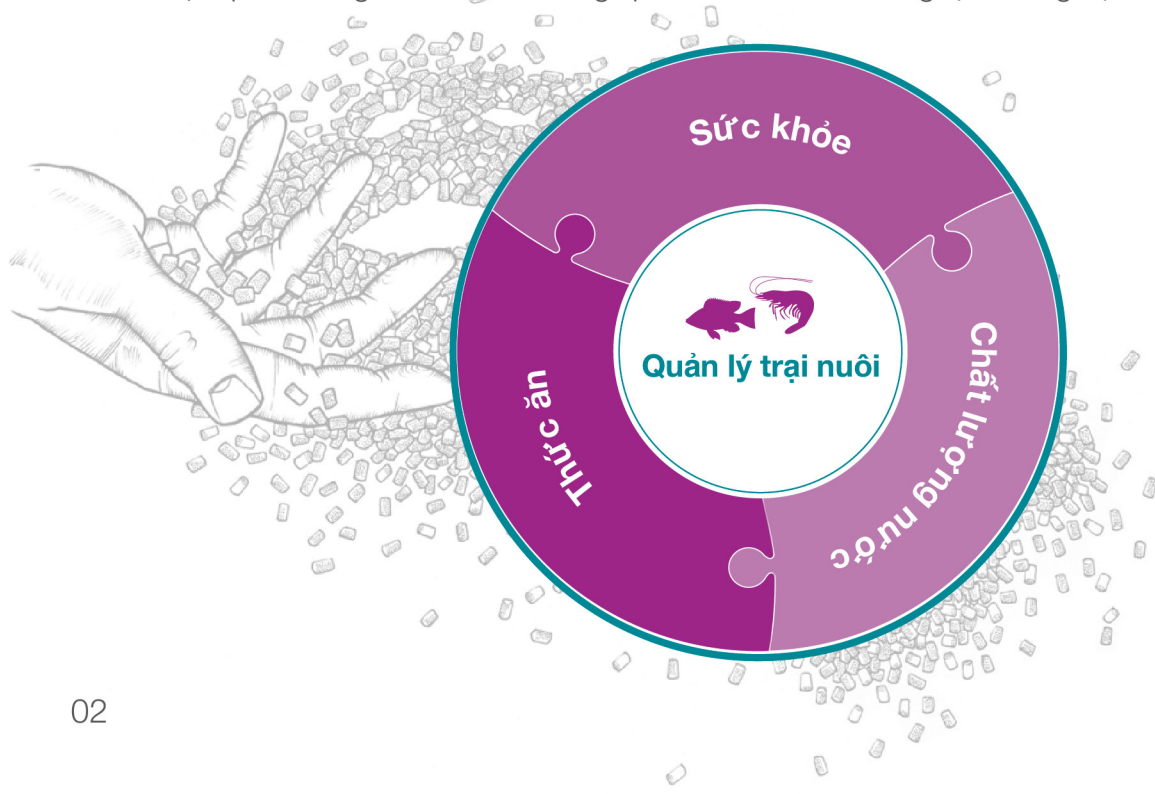 Sức khỏe
Quản lý trại nuôi
Thức ăn
Chất lượng nước
02